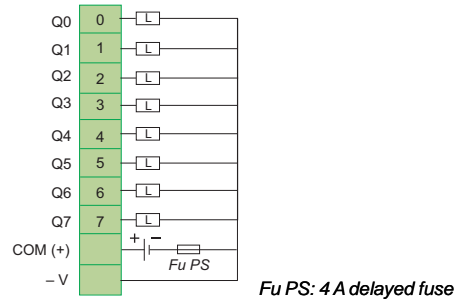 Q0 0 L
Q1 1 L
Q2 2 L
Q3 3 L
Q4 4 L
Q5 5 L
Q6 6 L
Q7 7 L
COM (+) + –
Fu PS
– V
Fu PS: 4 A delayed fuse